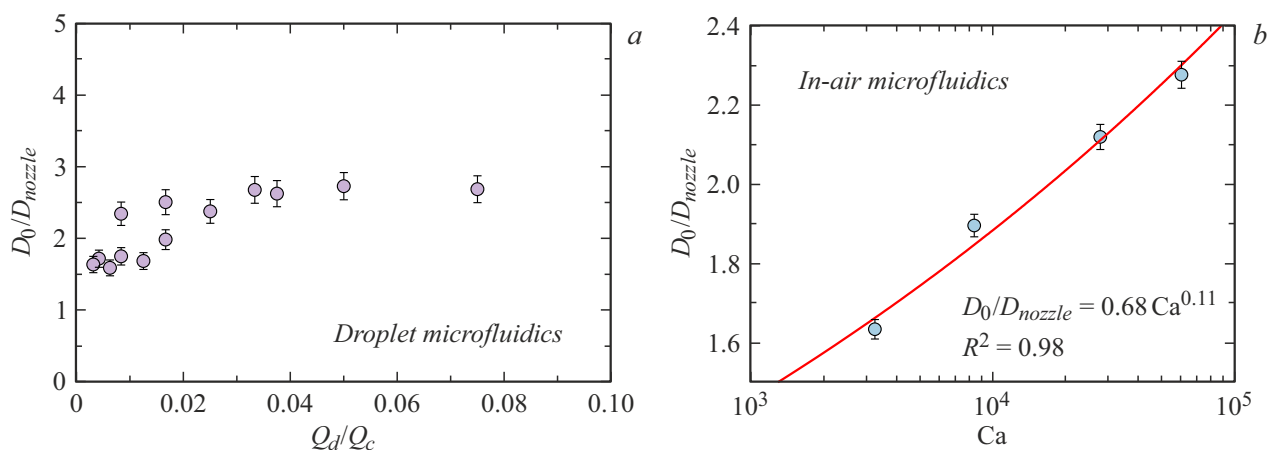 a
5
4
3
2
1
0
D₀/Dnozzle
Droplet microfluidics
0 0.02 0.04 0.06 0.08 0.10
Qd/Qc
b
2.4
2.2
2.0
1.8
1.6
D₀/Dnozzle
In-air microfluidics
D₀/Dnozzle = 0.68 Ca^0.11
R² = 0.98
10³ 10⁴ 10⁵
Ca